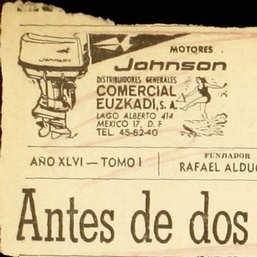 Johnson
MOTORES
Johnson
DISTRIBUIDORES GENERALES
COMERCIAL
EUZKADI, S. A.
LAGO ALBERTO 414
MEXICO 17, D. F.
TEL. 45-82-40
AÑO XLVI — TOMO I
FUNDADOR
RAFAEL ALDUC
Antes de dos